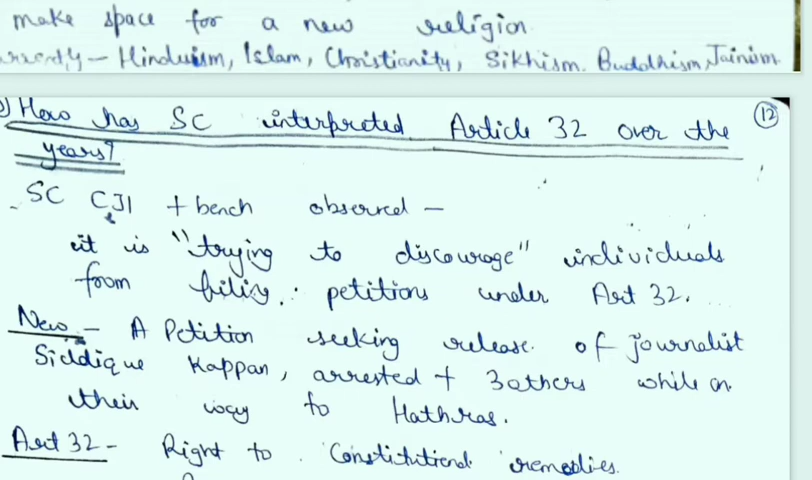 make space for a new religion
Hinduism, Islam, Christianity, Sikhism. Buddhism, Jainism.
How has SC interpreted Article 32 over the
12
years?
SC CJI + bench observed —
it is "trying to discourage" individuals
from filing petitions under Art 32.
New - A Petition seeking release of journalist
Siddique Kappan, arrested + 3 others while on
their way to Hathras.
Art 32 - Right to Constitutional remedies.